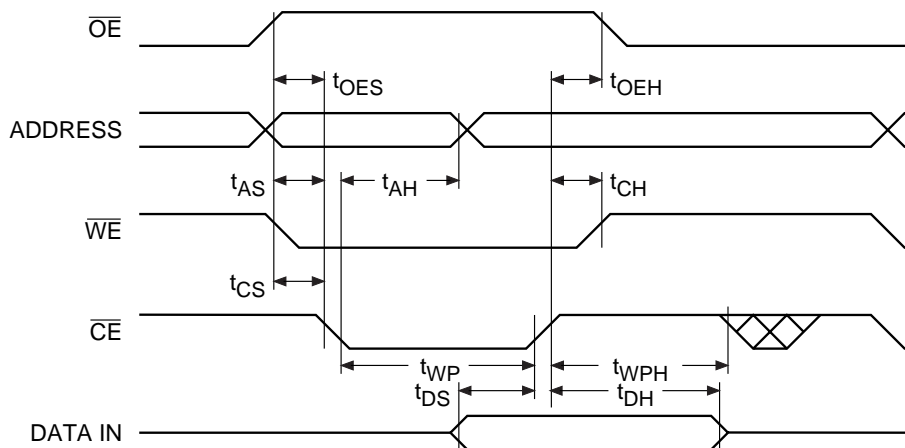 OE
tOES
tOEH
ADDRESS
tAS
tAH
tCH
WE
tCS
CE
tWP
tWPH
tDS
tDH
DATA IN